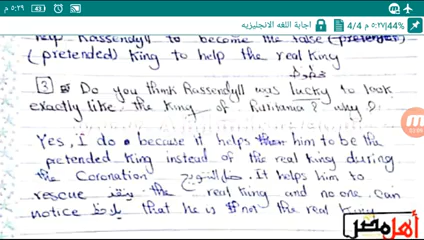 ٥:٢٩ م 43
44% ٥:٢٧ م 4/4 اجابة اللغه الانجليزيه
help Rassendyll to become the false (pretender)
(pretended) King to help the real King
محظوظ
3 Do you think Rassendyll was lucky to look
exactly like the King of Ruritania? why?
Yes, I do because it helps him to be the
petended King instead of the real King during
the Coronation حفل التتويج. It helps him to
rescue ينقذ the real King and no one can
notice يلاحظ that he is not the real King
أهل مصر